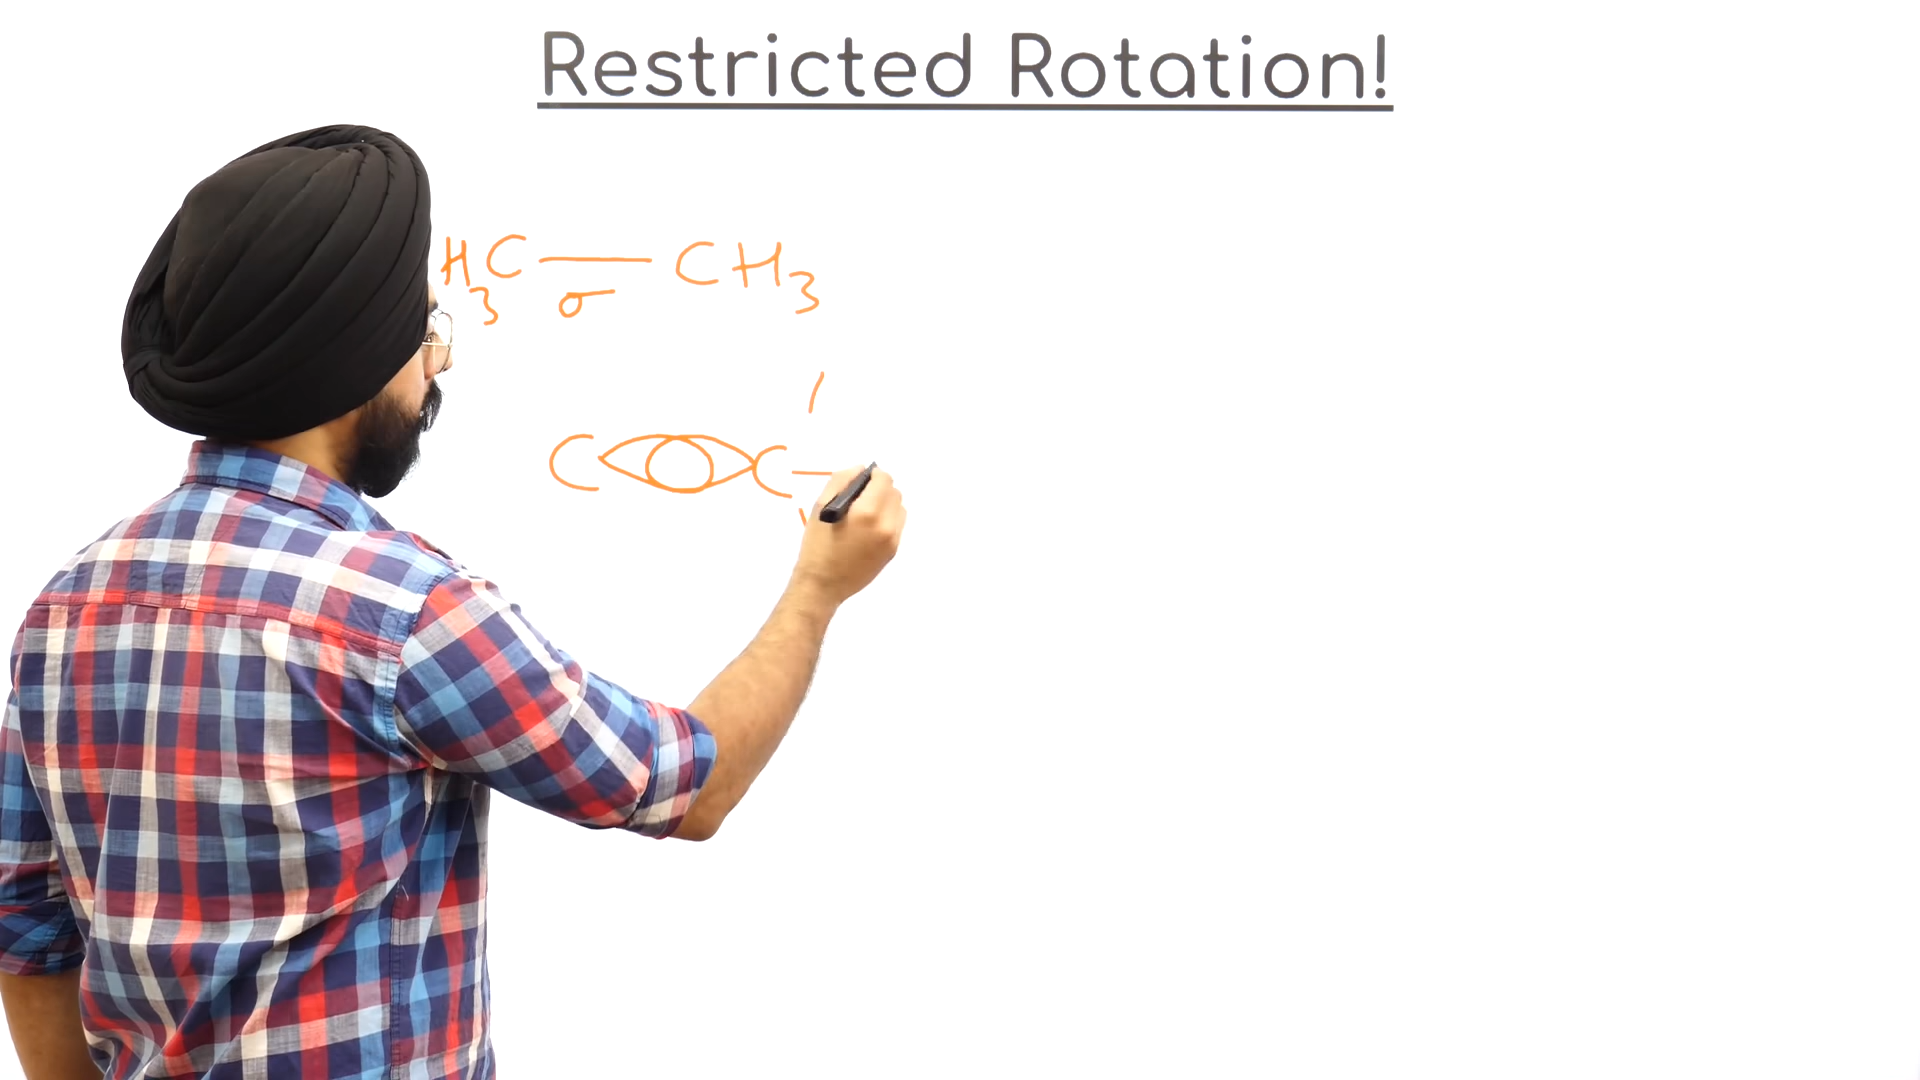 Restricted Rotation!
H3C — CH3
σ
C C —